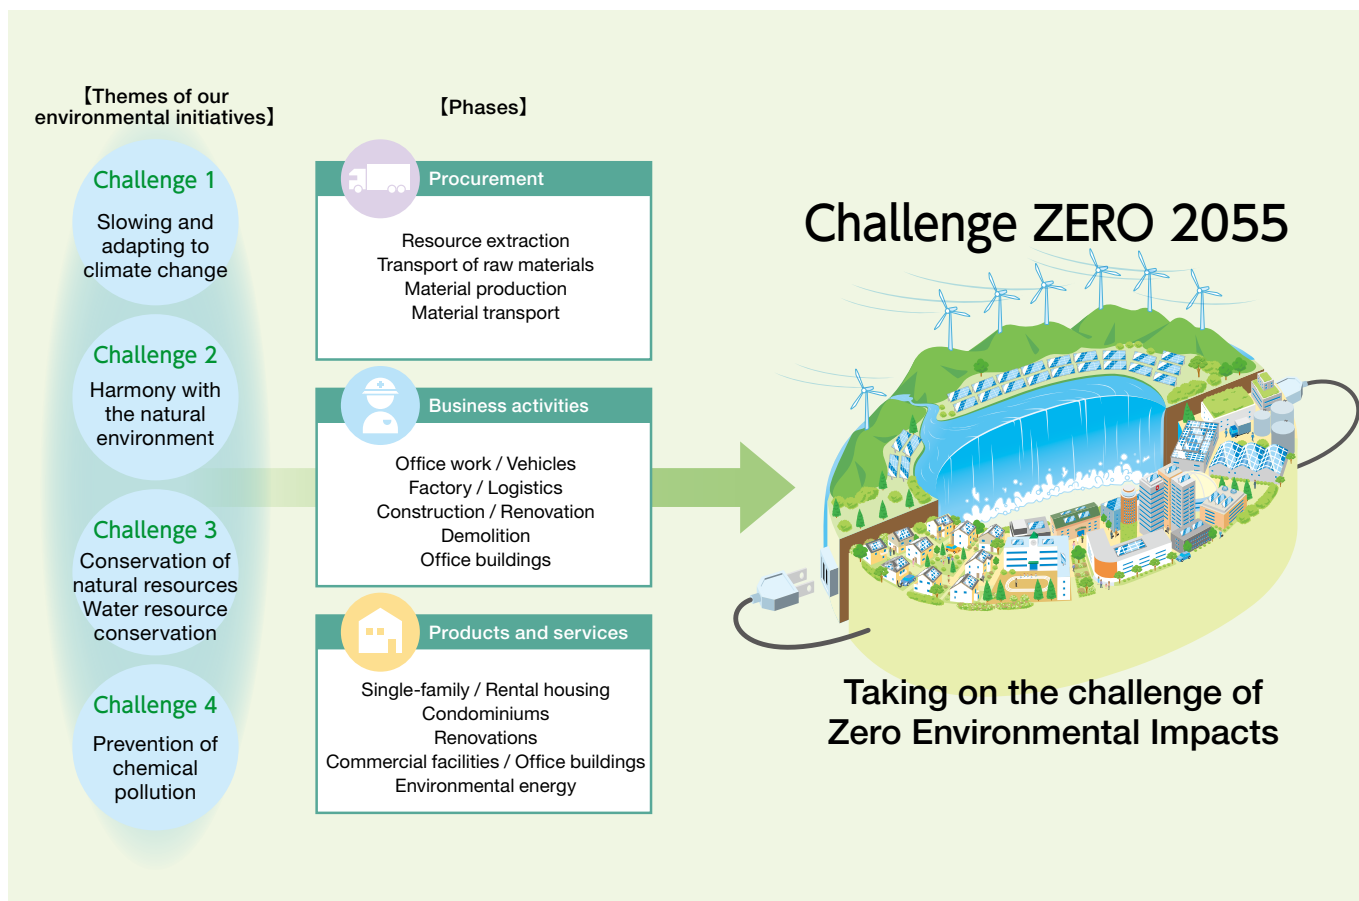 【Themes of our
environmental initiatives】
Challenge 1
Slowing and
adapting to
climate change
Challenge 2
Harmony with
the natural
environment
Challenge 3
Conservation of
natural resources
Water resource
conservation
Challenge 4
Prevention of
chemical
pollution
【Phases】
Procurement
Resource extraction
Transport of raw materials
Material production
Material transport
Business activities
Office work / Vehicles
Factory / Logistics
Construction / Renovation
Demolition
Office buildings
Products and services
Single-family / Rental housing
Condominiums
Renovations
Commercial facilities / Office buildings
Environmental energy
Challenge ZERO 2055
Taking on the challenge of
Zero Environmental Impacts